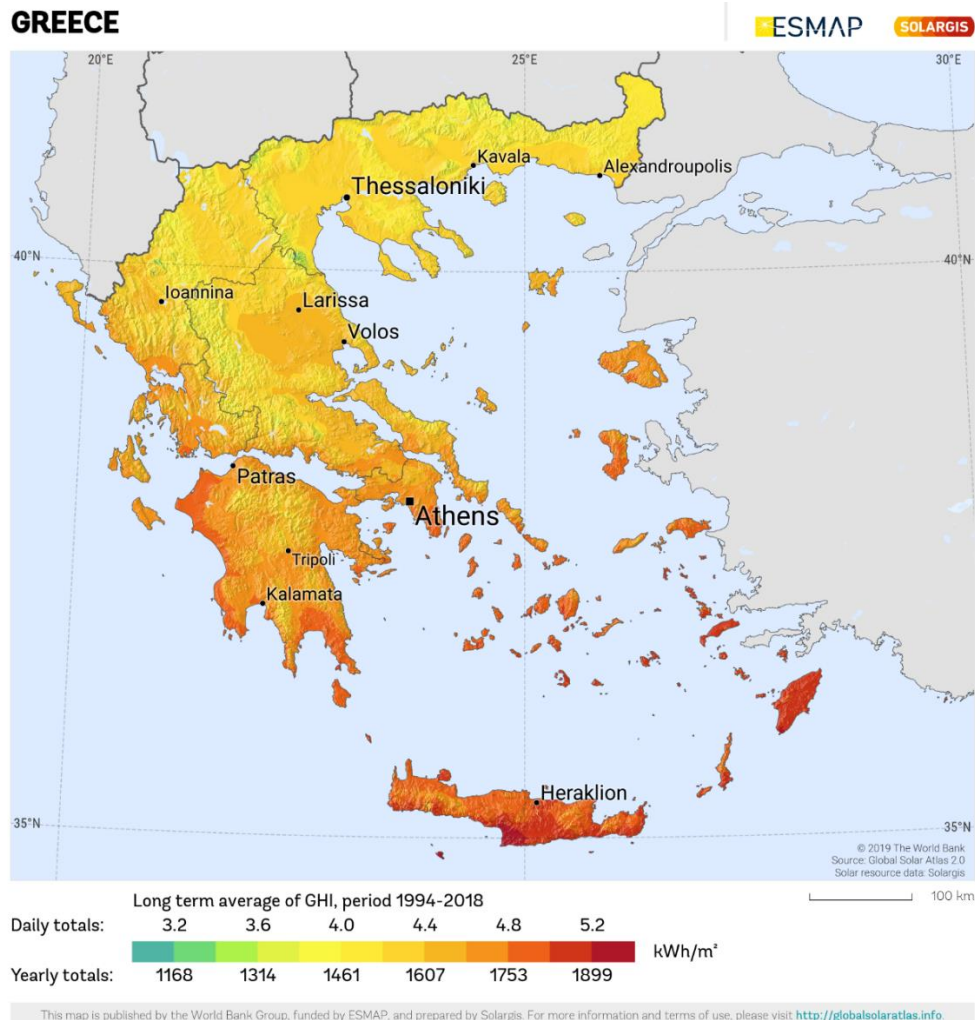 GREECE
ESMAP
SOLARGIS
20°E
25°E
30°E
Kavala
Alexandroupolis
Thessaloniki
40°N
40°N
Ioannina
Larissa
Volos
Patras
Athens
Tripoli
Kalamata
Heraklion
35°N
35°N
© 2019 The World Bank
Source: Global Solar Atlas 2.0
Solar resource data: Solargis
100 km
Long term average of GHI, period 1994-2018
Daily totals: 3.2 3.6 4.0 4.4 4.8 5.2
kWh/m²
Yearly totals: 1168 1314 1461 1607 1753 1899
This map is published by the World Bank Group, funded by ESMAP, and prepared by Solargis. For more information and terms of use, please visit http://globalsolaratlas.info.